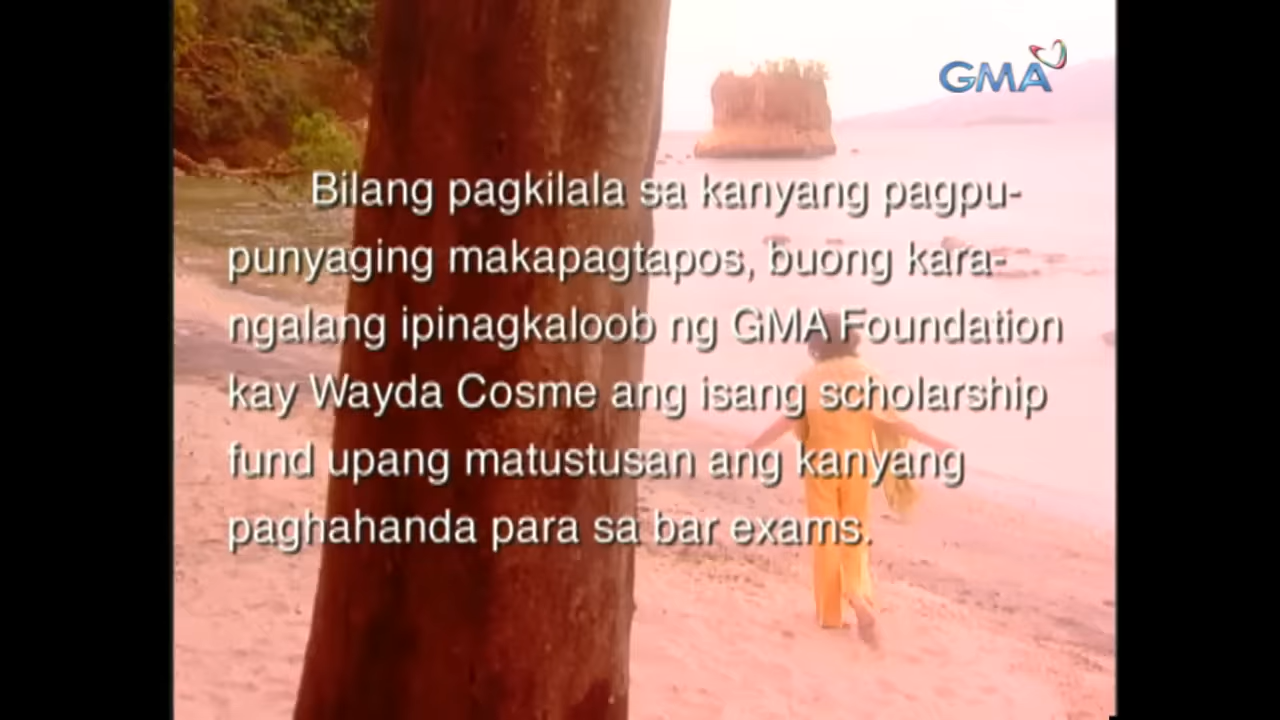 GMA
Bilang pagkilala sa kanyang pagpu-
punyaging makapagtapos, buong kara-
ngalang ipinagkaloob ng GMA Foundation
kay Wayda Cosme ang isang scholarship
fund upang matustusan ang kanyang
paghahanda para sa bar exams.